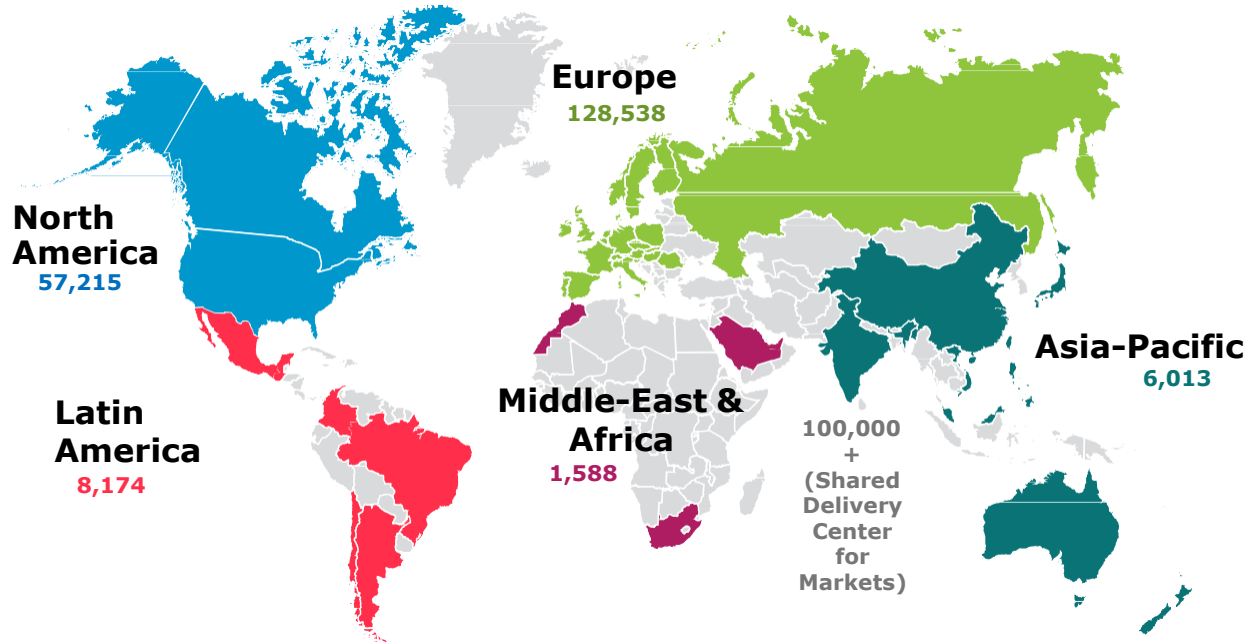 Europe
128,538
North
America
57,215
Asia-Pacific
6,013
Middle-East &
Africa
1,588
Latin
America
8,174
100,000
+
(Shared
Delivery
Center
for
Markets)